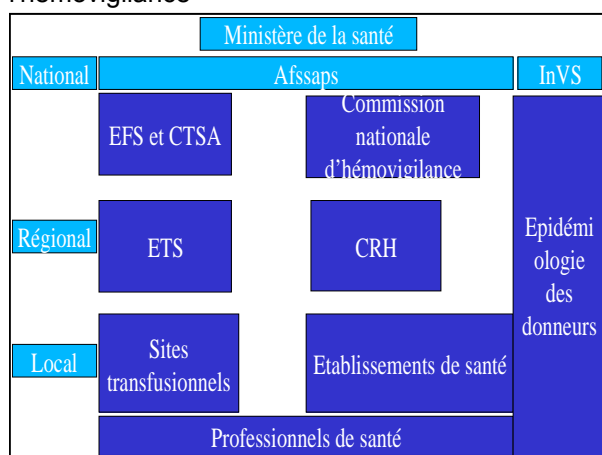 l'hémovigilance
Ministère de la santé
National
Afssaps
InVS
EFS et CTSA
Commission
nationale
d'hémovigilance
Régional
ETS
CRH
Epidémi
ologie
des
donneurs
Local
Sites
transfusionnels
Etablissements de santé
Professionnels de santé